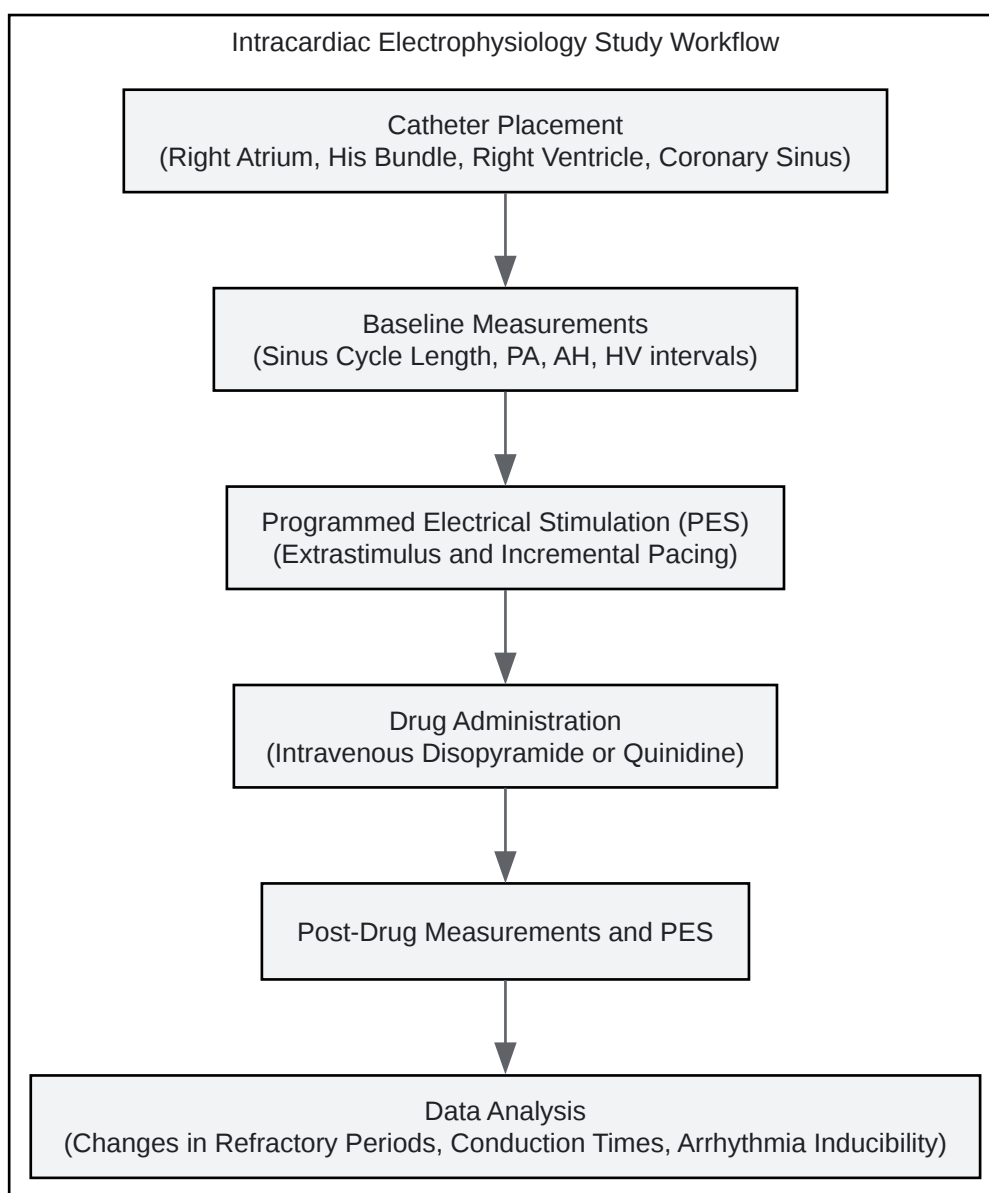 Intracardiac Electrophysiology Study Workflow
Catheter Placement
(Right Atrium, His Bundle, Right Ventricle, Coronary Sinus)
Baseline Measurements
(Sinus Cycle Length, PA, AH, HV intervals)
Programmed Electrical Stimulation (PES)
(Extrastimulus and Incremental Pacing)
Drug Administration
(Intravenous Disopyramide or Quinidine)
Post-Drug Measurements and PES
Data Analysis
(Changes in Refractory Periods, Conduction Times, Arrhythmia Inducibility)